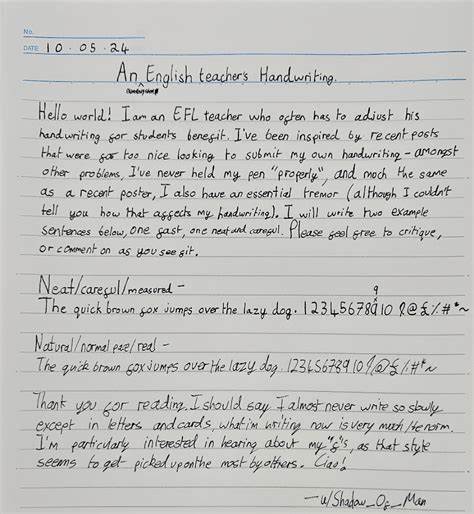 No.
DATE 10·05·24
An English teacher's Handwriting.
Hello world! I am an EFL teacher who often has to adjust his
handwriting for students benefit. I've been inspired by recent posts
that were far too nice looking to submit my own handwriting - amongst
other problems, I've never held my pen "properly", and much the same
as a recent poster, I also have an essential tremor (although I couldn't
tell you how that affects my handwriting). I will write two example
sentences below, one fast, one neat and careful. Please feel free to critique,
or comment on as you see fit.
Neat/careful/measured -
9
The quick brown fox jumps over the lazy dog. 12345678910 !?@£%#*~
Natural/normal pace/real -
The quick brown fox jumps over the lazy dog. 12345678910 !?@£%#*~
Thank you for reading. I should say I almost never write so slowly
except in letters and cards, what im writing now is very much the norm.
I'm particularly interested in hearing about my "f"s, as that style
seems to get picked up on the most by others. Ciao!
-u/Shadow_Of_Man